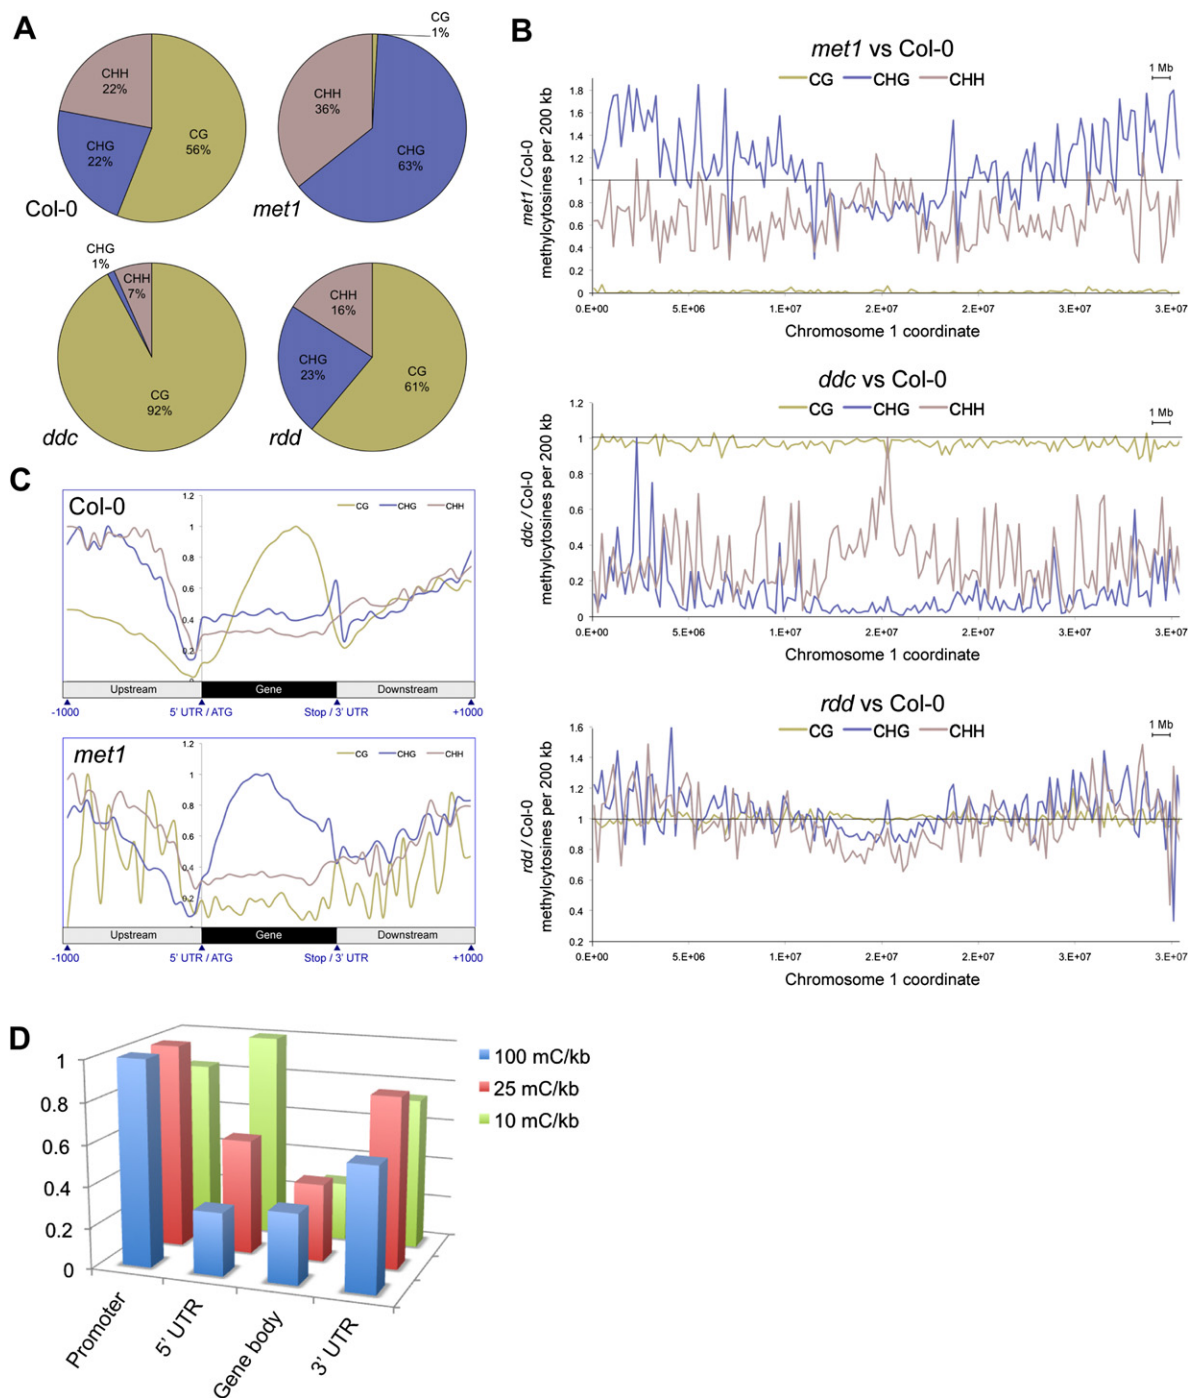 A
CG
1%
CHH
22%
CG
56%
CHG
22%
Col-0
CHH
36%
CHG
63%
met1
CHG
1%
CHH
7%
CG
92%
ddc
CHH
16%
CHG
23%
CG
61%
rdd
B
met1 vs Col-0
CG CHG CHH
1 Mb
met1 / Col-0
methylcytosines per 200 kb
1.8
1.6
1.4
1.2
1
0.8
0.6
0.4
0.2
0
0.E+00 5.E+06 1.E+07 2.E+07 2.E+07 3.E+07 3.E+07
Chromosome 1 coordinate
ddc vs Col-0
CG CHG CHH
1 Mb
ddc / Col-0
methylcytosines per 200 kb
1.2
1
0.8
0.6
0.4
0.2
0
0.E+00 5.E+06 1.E+07 2.E+07 2.E+07 3.E+07 3.E+07
Chromosome 1 coordinate
rdd vs Col-0
CG CHG CHH
1 Mb
rdd / Col-0
methylcytosines per 200 kb
1.6
1.4
1.2
1
0.8
0.6
0.4
0.2
0.E+00 5.E+06 1.E+07 2.E+07 2.E+07 3.E+07 3.E+07
Chromosome 1 coordinate
C
Col-0
CG CHG CHH
1.2
1
0.8
0.6
0.4
0.2
0
Upstream Gene Downstream
-1000 5' UTR / ATG Stop / 3' UTR +1000
met1
CG CHG CHH
1.2
1
0.8
0.6
0.4
0.2
Upstream Gene Downstream
-1000 5' UTR / ATG Stop / 3' UTR +1000
D
1
0.8
0.6
0.4
0.2
0
Promoter
5' UTR
Gene body
3' UTR
100 mC/kb
25 mC/kb
10 mC/kb